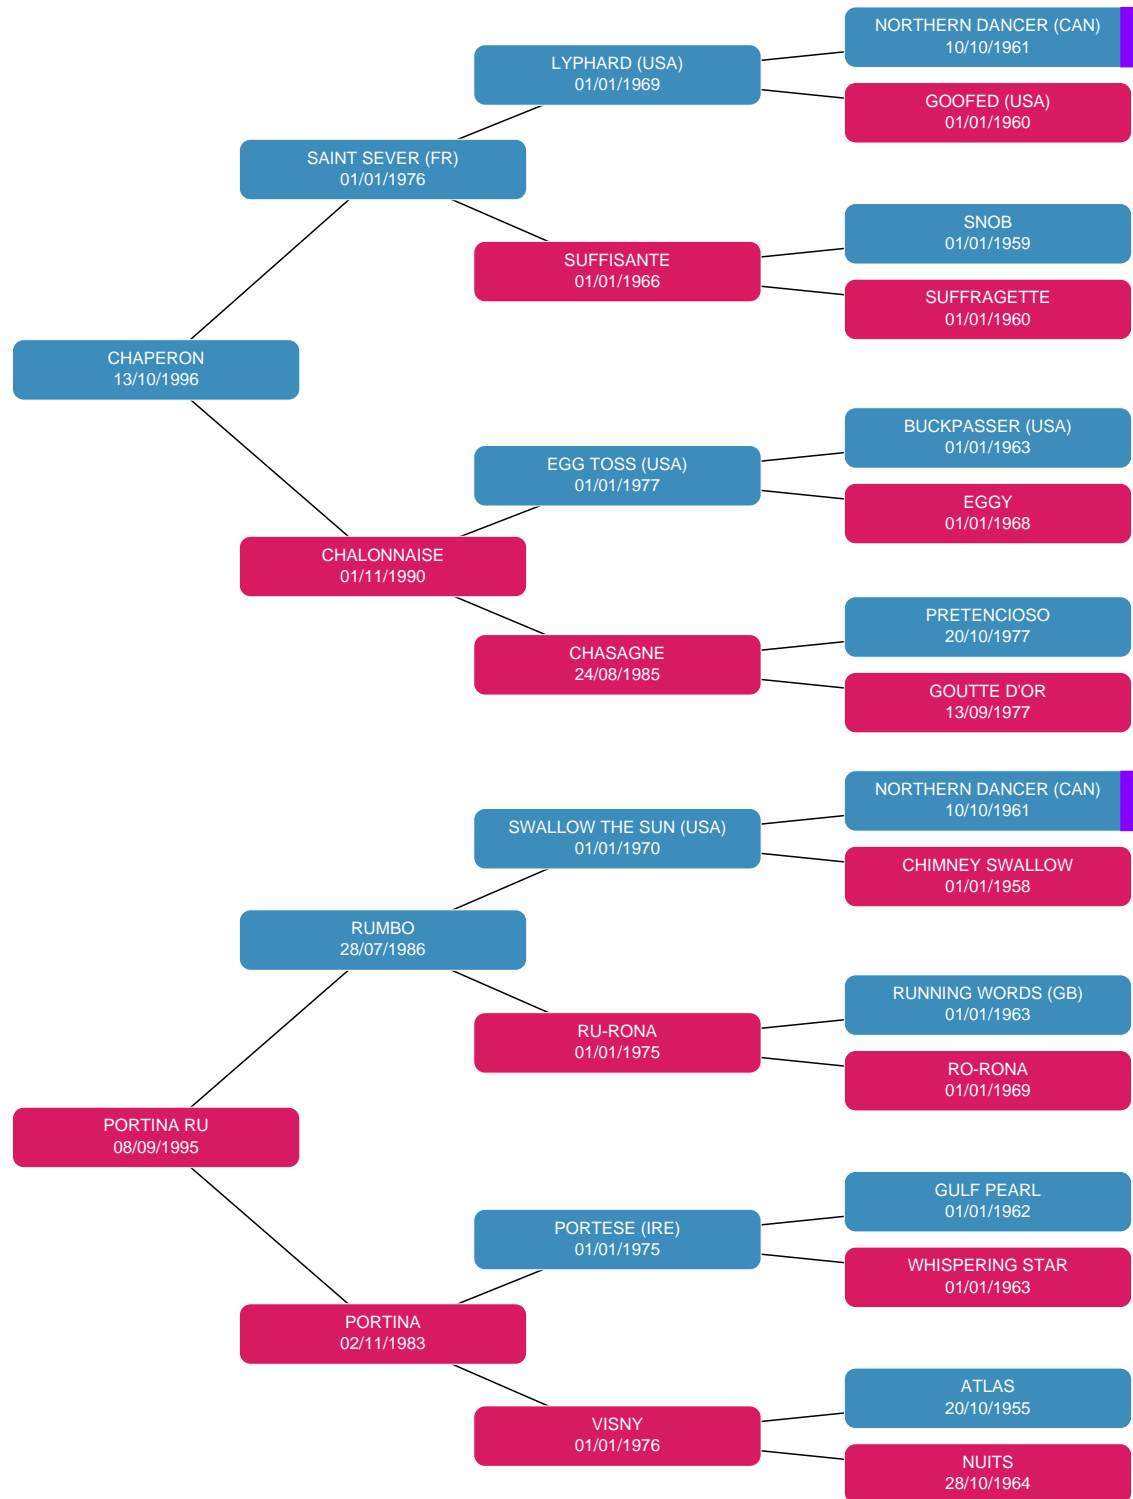 NORTHERN DANCER (CAN)
10/10/1961
LYPHARD (USA)
01/01/1969
GOOFED (USA)
01/01/1960
SAINT SEVER (FR)
01/01/1976
SNOB
01/01/1959
SUFFISANTE
01/01/1966
SUFFRAGETTE
01/01/1960
CHAPERON
13/10/1996
BUCKPASSER (USA)
01/01/1963
EGG TOSS (USA)
01/01/1977
EGGY
01/01/1968
CHALONNAISE
01/11/1990
PRETENCIOSO
20/10/1977
CHASAGNE
24/08/1985
GOUTTE D'OR
13/09/1977
NORTHERN DANCER (CAN)
10/10/1961
SWALLOW THE SUN (USA)
01/01/1970
CHIMNEY SWALLOW
01/01/1958
RUMBO
28/07/1986
RUNNING WORDS (GB)
01/01/1963
RU-RONA
01/01/1975
RO-RONA
01/01/1969
PORTINA RU
08/09/1995
GULF PEARL
01/01/1962
PORTESE (IRE)
01/01/1975
WHISPERING STAR
01/01/1963
PORTINA
02/11/1983
ATLAS
20/10/1955
VISNY
01/01/1976
NUITS
28/10/1964